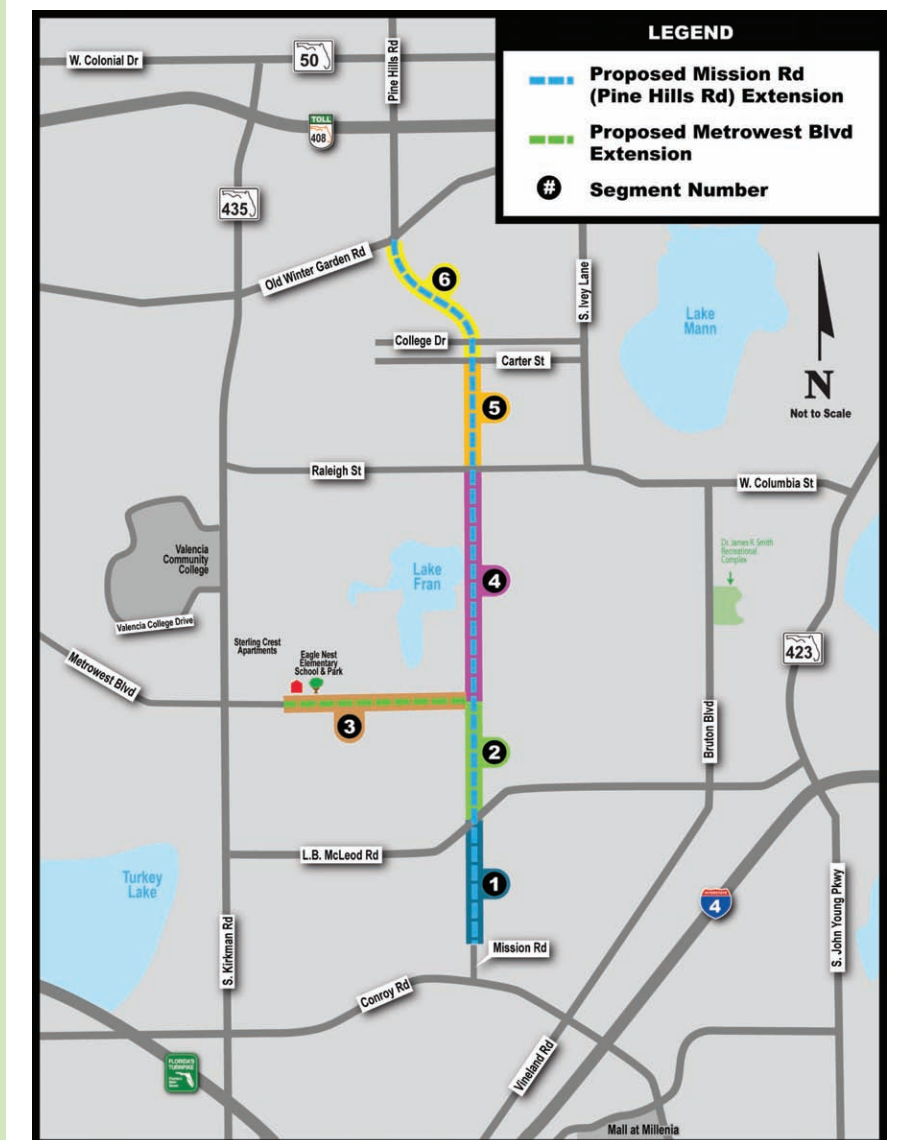 LEGEND
Proposed Mission Rd
(Pine Hills Rd) Extension
Proposed Metrowest Blvd
Extension
#
Segment Number
W. Colonial Dr
50
Pine Hills Rd
TOLL
408
435
Old Winter Garden Rd
6
S. Ivey Lane
Lake
Mann
N
Not to Scale
College Dr
Carter St
5
Raleigh St
W. Columbia St
Valencia
Community
College
Valencia College Drive
Lake
Fran
4
Dr. James R. Smith
Recreational
Complex
423
Sterling Crest
Apartments
Eagle Nest
Elementary
School & Park
Metrowest Blvd
3
2
Bruton Blvd
L.B. McLeod Rd
1
Turkey
Lake
S. Kirkman Rd
INTERSTATE
4
S. John Young Pkwy
Mission Rd
Conroy Rd
Vineland Rd
FLORIDA'S
TURNPIKE
Mall at Millenia